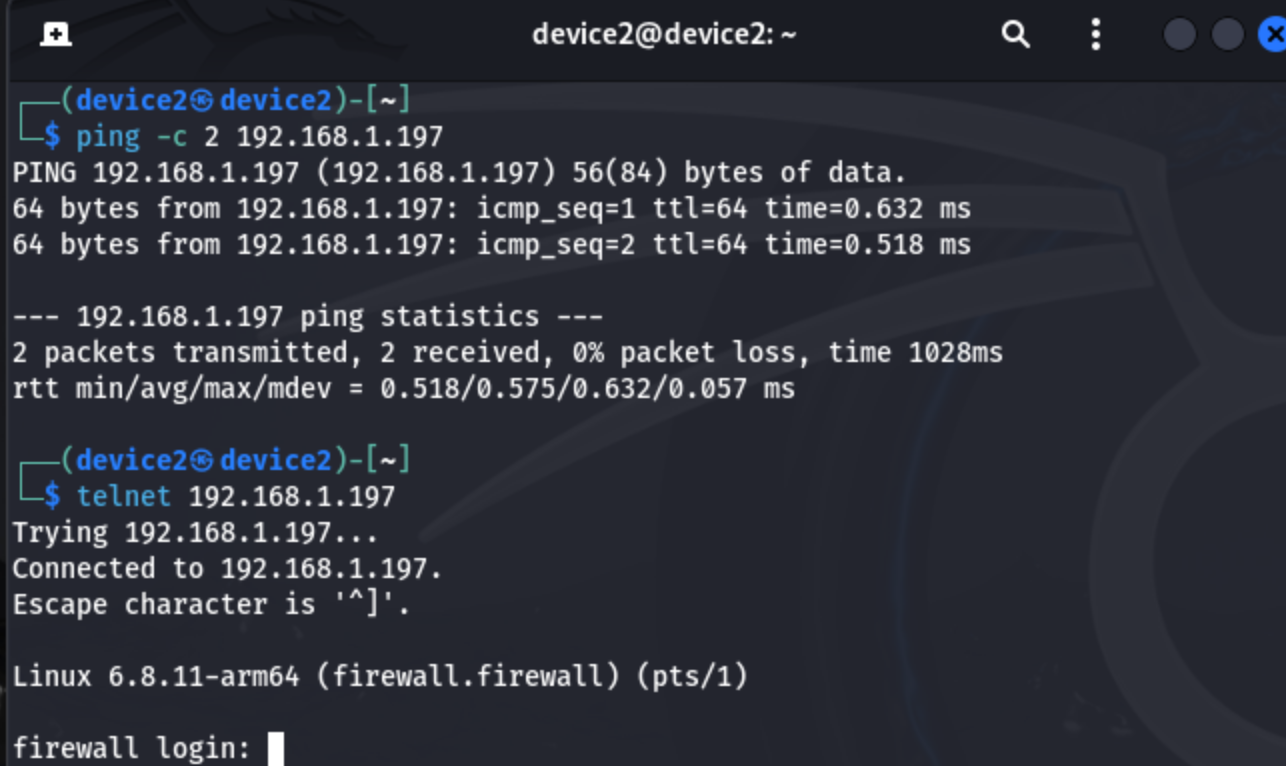 device2@device2: ~
┌──(device2㉿device2)-[~]
└─$ ping -c 2 192.168.1.197
PING 192.168.1.197 (192.168.1.197) 56(84) bytes of data.
64 bytes from 192.168.1.197: icmp_seq=1 ttl=64 time=0.632 ms
64 bytes from 192.168.1.197: icmp_seq=2 ttl=64 time=0.518 ms
--- 192.168.1.197 ping statistics ---
2 packets transmitted, 2 received, 0% packet loss, time 1028ms
rtt min/avg/max/mdev = 0.518/0.575/0.632/0.057 ms
┌──(device2㉿device2)-[~]
└─$ telnet 192.168.1.197
Trying 192.168.1.197...
Connected to 192.168.1.197.
Escape character is '^]'.
Linux 6.8.11-arm64 (firewall.firewall) (pts/1)
firewall login: